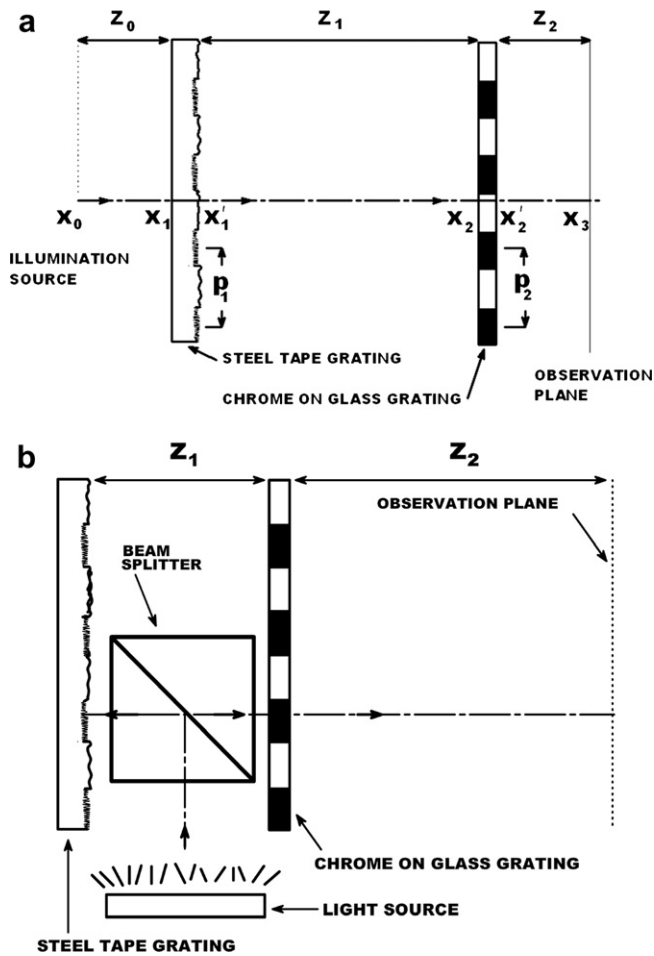 a
z₀ z₁ z₂
x₀ x₁ x₁' x₂ x₂' x₃
ILLUMINATION
SOURCE
p₁ p₂
STEEL TAPE GRATING
CHROME ON GLASS GRATING
OBSERVATION
PLANE
b
z₁ z₂
OBSERVATION PLANE
BEAM
SPLITTER
CHROME ON GLASS GRATING
LIGHT SOURCE
STEEL TAPE GRATING